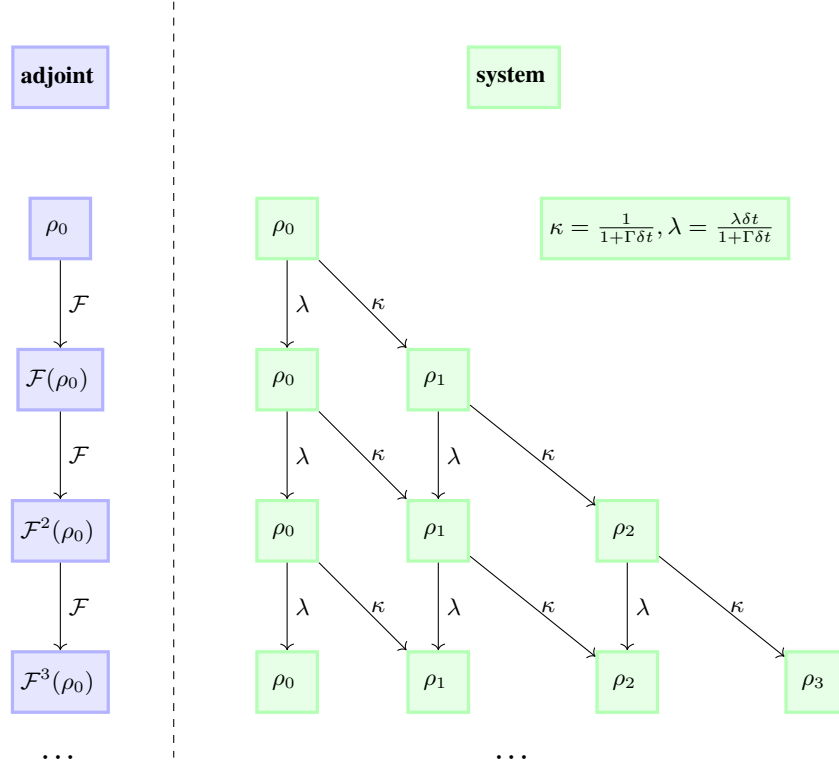 adjoint system
ρ₀ ρ₀ κ = 1/(1+Γδt), λ = λδt/(1+Γδt)
ℱ λ κ
ℱ(ρ₀) ρ₀ ρ₁
ℱ λ κ λ κ
ℱ²(ρ₀) ρ₀ ρ₁ ρ₂
ℱ λ κ λ κ λ κ
ℱ³(ρ₀) ρ₀ ρ₁ ρ₂ ρ₃
... ...